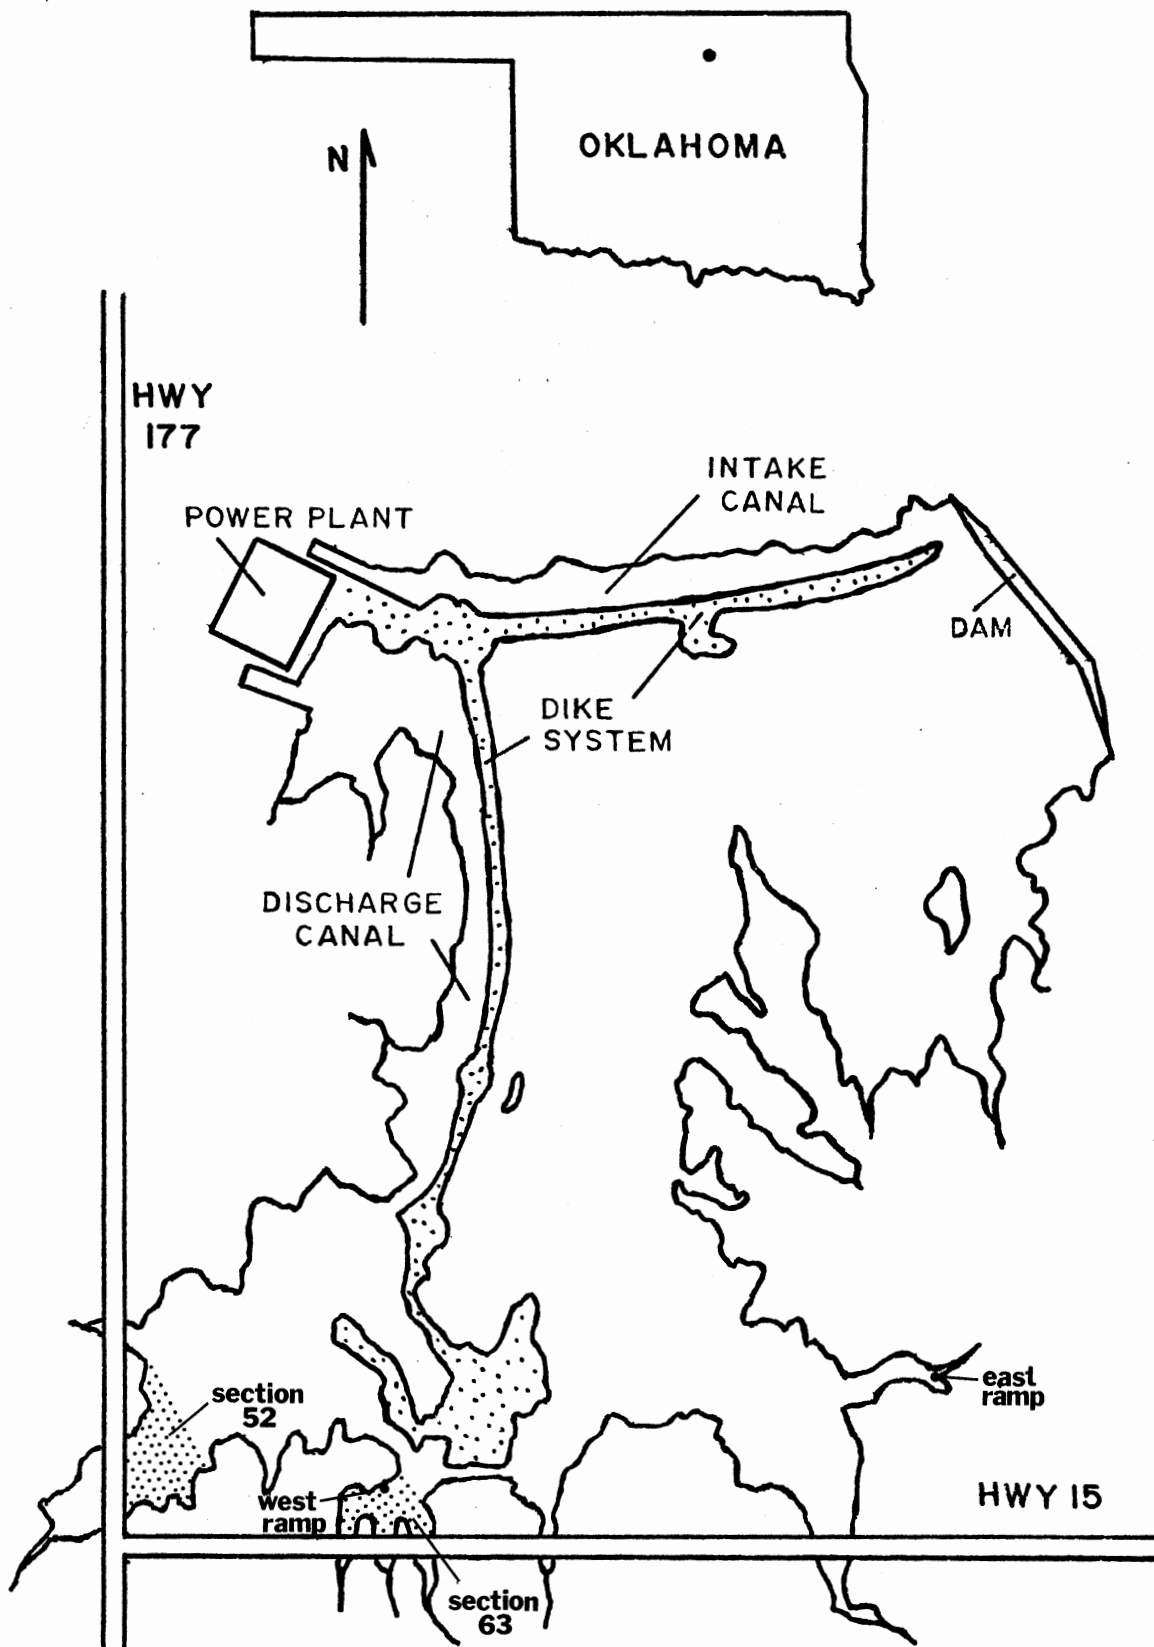 OKLAHOMA
N
HWY
177
INTAKE
CANAL
POWER PLANT
DAM
DIKE
SYSTEM
DISCHARGE
CANAL
section
52
east
ramp
west
ramp
HWY 15
section
63